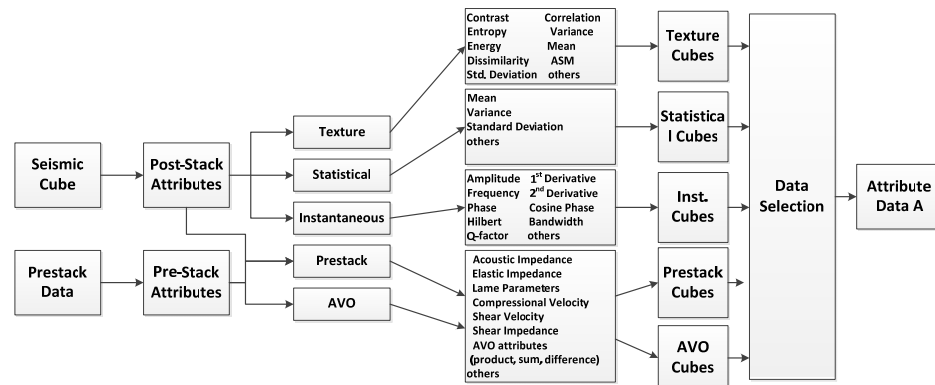 Seismic
Cube
Prestack
Data
Post-Stack
Attributes
Pre-Stack
Attributes
Texture
Statistical
Instantaneous
Prestack
AVO
Contrast Correlation
Entropy Variance
Energy Mean
Dissimilarity ASM
Std. Deviation others
Mean
Variance
Standard Deviation
others
Amplitude 1st Derivative
Frequency 2nd Derivative
Phase Cosine Phase
Hilbert Bandwidth
Q-factor others
Acoustic Impedance
Elastic Impedance
Lame Parameters
Compressional Velocity
Shear Velocity
Shear Impedance
AVO attributes
(product, sum, difference)
others
Texture
Cubes
Statistica
l Cubes
Inst.
Cubes
Prestack
Cubes
AVO
Cubes
Data
Selection
Attribute
Data A